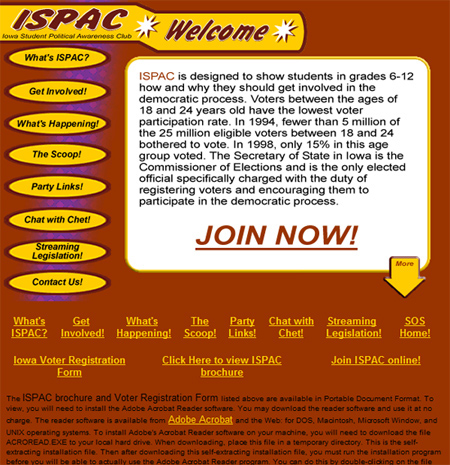 ISPAC
Iowa Student Political Awareness Club
Welcome
What's ISPAC?
Get Involved!
What's Happening!
The Scoop!
Party Links!
Chat with Chet!
Streaming
Legislation!
Contact Us!
ISPAC is designed to show students in grades 6-12
how and why they should get involved in the
democratic process. Voters between the ages of
18 and 24 years old have the lowest voter
participation rate. In 1994, fewer than 5 million of
the 25 million eligible voters between 18 and 24
bothered to vote. In 1998, only 15% in this age
group voted. The Secretary of State in Iowa is the
Commissioner of Elections and is the only elected
official specifically charged with the duty of
registering voters and encouraging them to
participate in the democratic process.
JOIN NOW!
More
What's ISPAC?
Get Involved!
What's Happening!
The Scoop!
Party Links!
Chat with Chet!
Streaming Legislation!
SOS Home!
Iowa Voter Registration Form
Click Here to view ISPAC brochure
Join ISPAC online!
The ISPAC brochure and Voter Registration Form listed above are available in Portable Document Format. To
view, you will need to install the Adobe Acrobat Reader software. You may download the reader software and use it at no
charge. The reader software is available from Adobe Acrobat and the Web: for DOS, Macintosh, Microsoft Window, and
UNIX operating systems. To install Adobe's Acrobat Reader software on your machine, you will need to download the file
ACROREAD.EXE to your local hard drive. When downloading, place this file in a temporary directory. This is the self-
extracting installation file. Then after downloading this self-extracting installation file, you must run the installation program
before you will be able to actually use the Adobe Acrobat Reader program. You can do this by double-clicking on the file